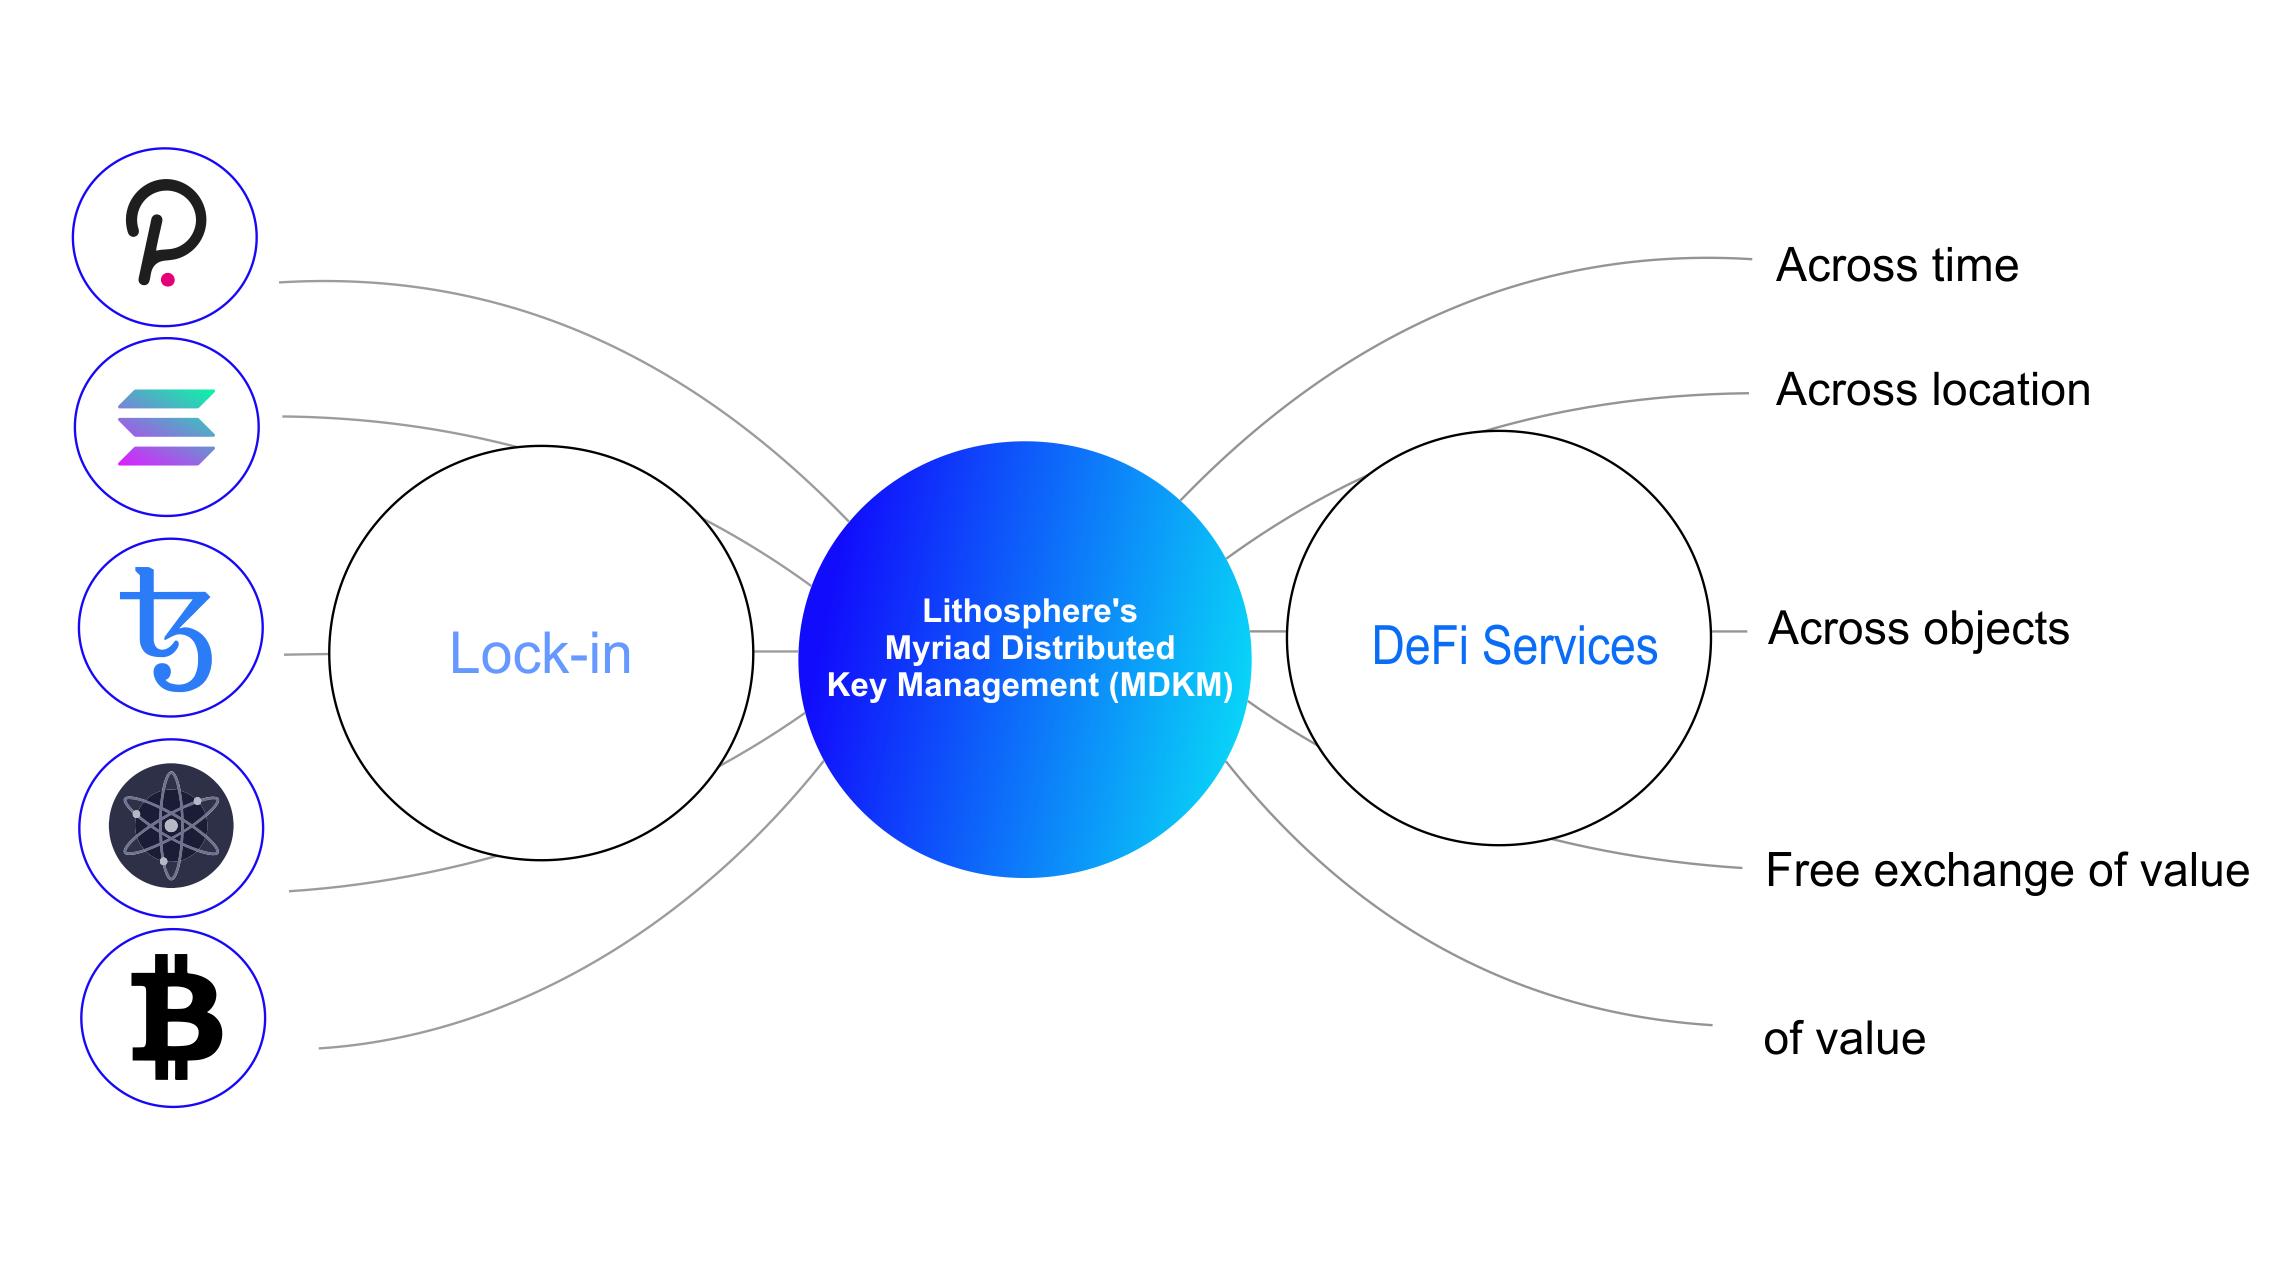 Lock-in
Lithosphere's
Myriad Distributed
Key Management (MDKM)
DeFi Services
Across time
Across location
Across objects
Free exchange of value
of value